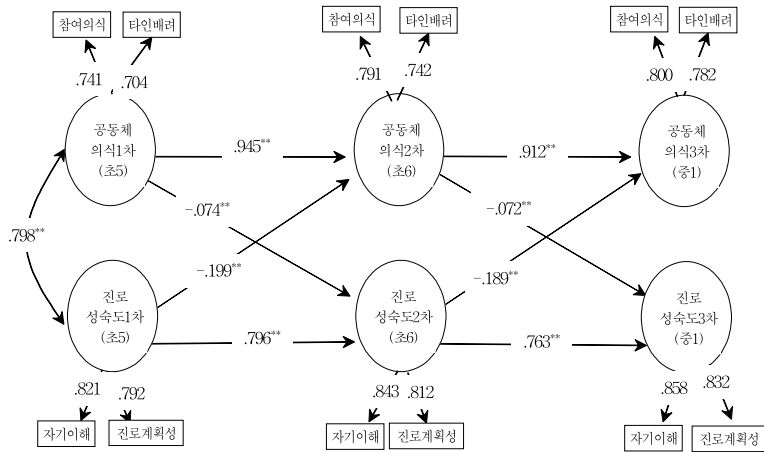 참여의식 타인배려 참여의식 타인배려 참여의식 타인배려
.741 .704 .791 .742 .800 .782
공동체 공동체 공동체
의식1차 의식2차 의식3차
(초5) (초6) (중1)
.945** .912**
-.074** -.072**
.798**
-.199** -.189**
진로 진로 진로
성숙도1차 성숙도2차 성숙도3차
(초5) (초6) (중1)
.796** .763**
.821 .792 .843 .812 .858 .832
자기이해 진로계획성 자기이해 진로계획성 자기이해 진로계획성